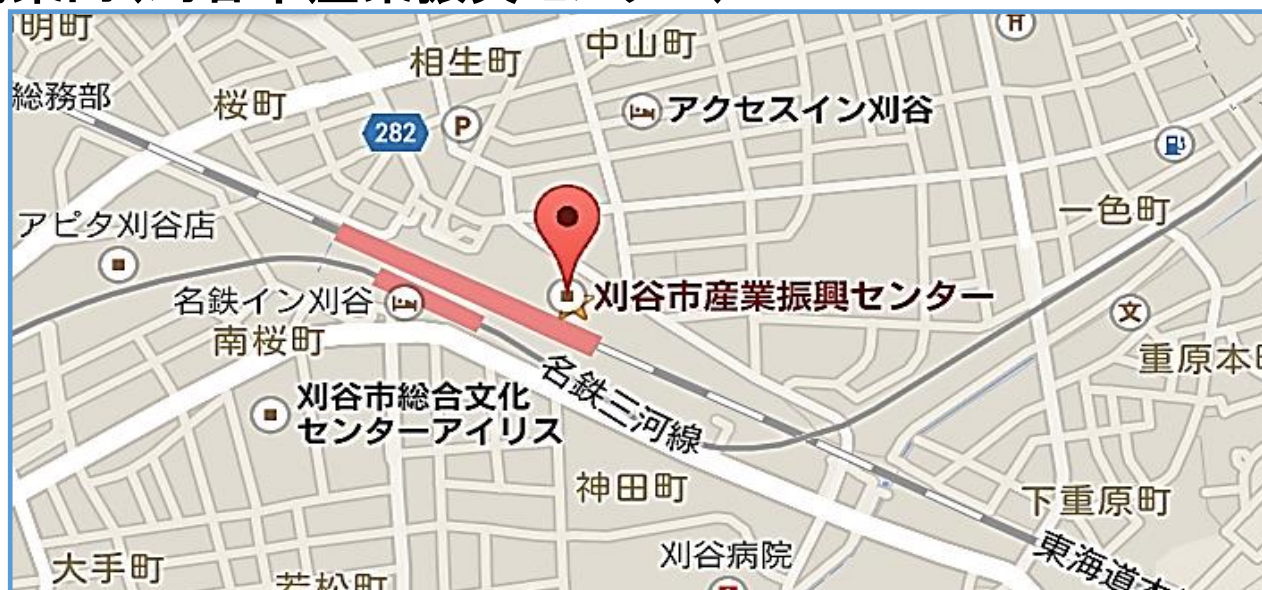 明町
相生町
中山町
総務部
桜町
282
P
アクセスイン刈谷
アピタ刈谷店
一色町
名鉄イン刈谷
刈谷市産業振興センター
南桜町
文
重原本
刈谷市総合文化
センターアイリス
名鉄三河線
神田町
下重原町
刈谷病院
東海道本
大手町
若松町